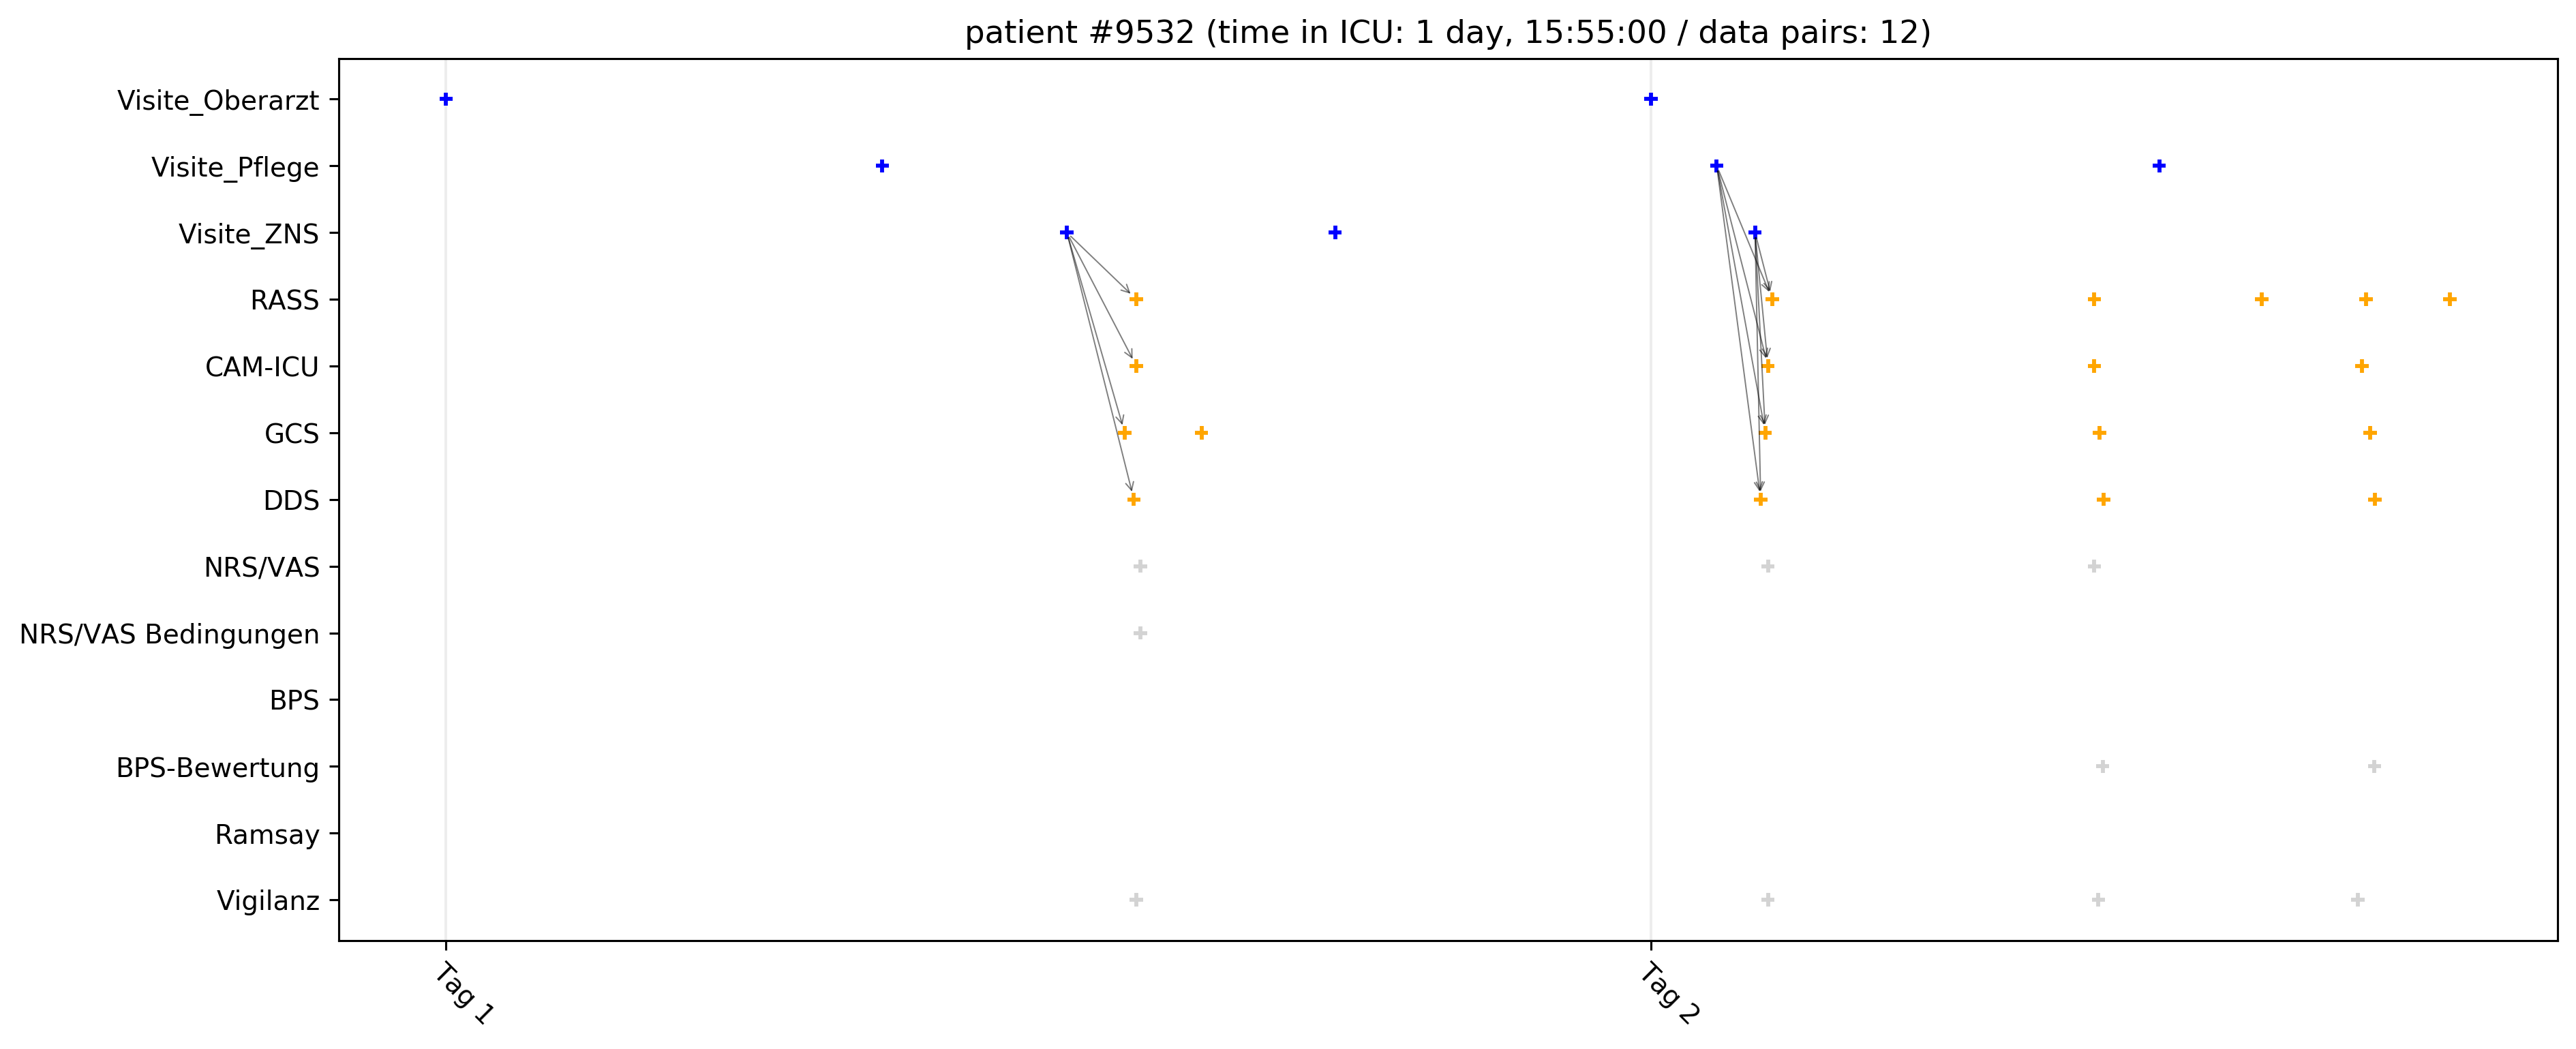 patient #9532 (time in ICU: 1 day, 15:55:00 / data pairs: 12)
Visite_Oberarzt
Visite_Pflege
Visite_ZNS
RASS
CAM-ICU
GCS
DDS
NRS/VAS
NRS/VAS Bedingungen
BPS
BPS-Bewertung
Ramsay
Vigilanz
Tag 1
Tag 2